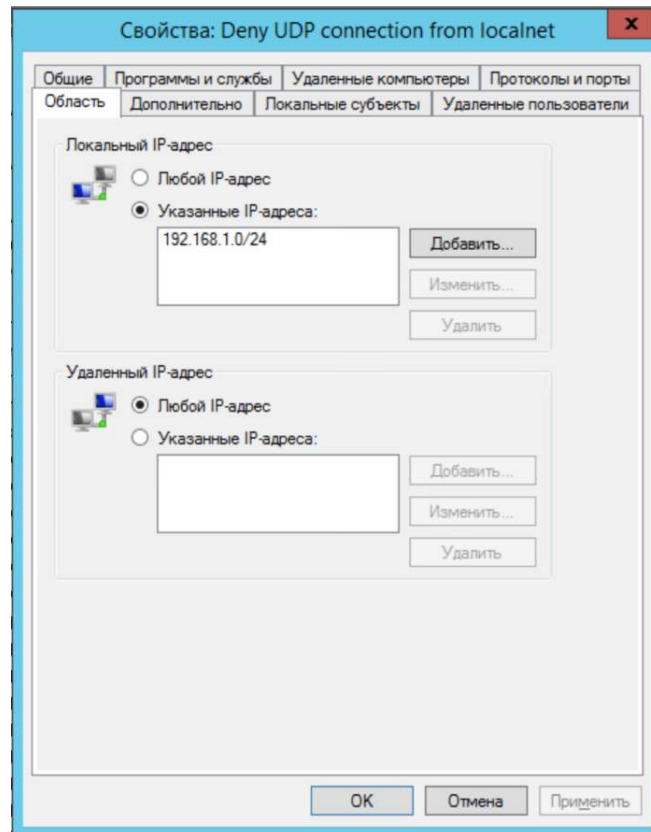 Свойства: Deny UDP connection from localnet
x
Общие Программы и службы Удаленные компьютеры Протоколы и порты
Область Дополнительно Локальные субъекты Удаленные пользователи
Локальный IP-адрес
Любой IP-адрес
Указанные IP-адреса:
192.168.1.0/24
Добавить...
Изменить...
Удалить
Удаленный IP-адрес
Любой IP-адрес
Указанные IP-адреса:
Добавить...
Изменить...
Удалить
OK Отмена Применить